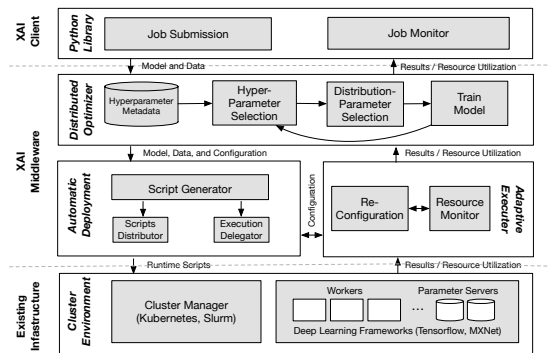 XAI
Client
Python
Library
Job Submission
Job Monitor
Model and Data
Results / Resource Utilization
XAI
Middleware
Distributed
Optimizer
Hyperparameter
Metadata
Hyper-
Parameter
Selection
Distribution-
Parameter
Selection
Train
Model
Model, Data, and Configuration
Results / Resource Utilization
Automatic
Deployment
Script Generator
Scripts
Distributor
Execution
Delegator
Configuration
Re-
Configuration
Resource
Monitor
Adaptive
Executer
Runtime Scripts
Results / Resource Utilization
Existing
Infastructure
Cluster
Environment
Cluster Manager
(Kubernetes, Slurm)
Workers
Parameter Servers
...
Deep Learning Frameworks (Tensorflow, MXNet)